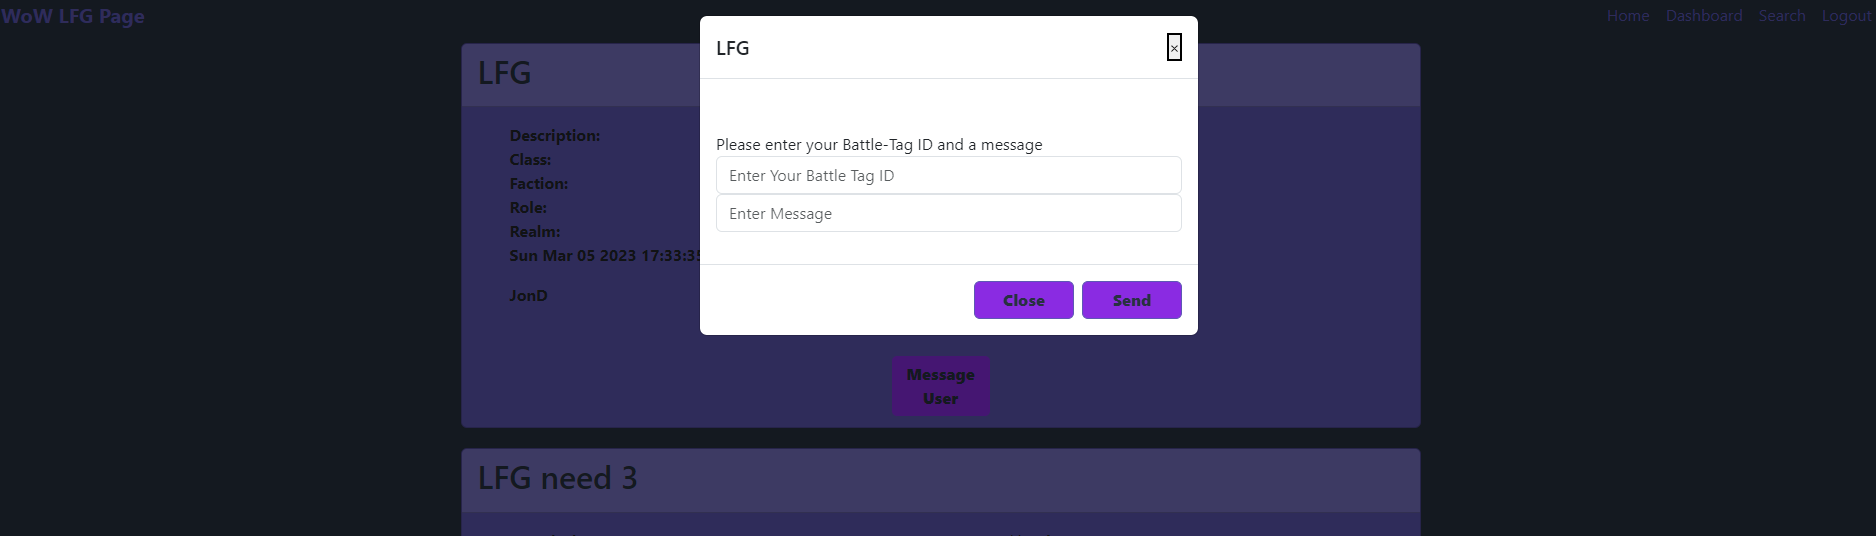 WoW LFG Page
Home Dashboard Search Logout
LFG
×
Please enter your Battle-Tag ID and a message
Enter Your Battle Tag ID
Enter Message
Close Send
LFG
Description:
Class:
Faction:
Role:
Realm:
Sun Mar 05 2023 17:33:35
JonD
Message
User
LFG need 3